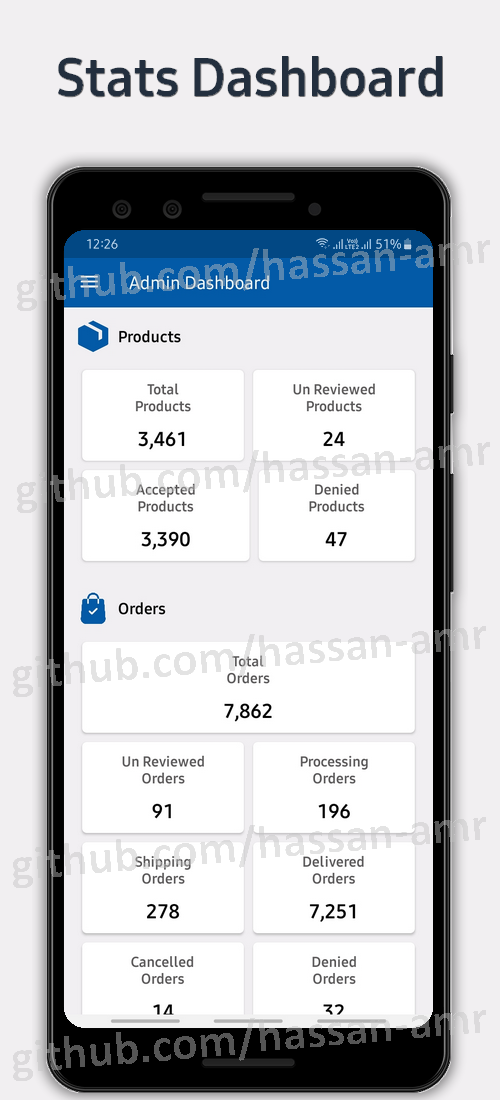 Stats Dashboard
12:26
Vo))
LTE2
51%
github.com/hassan-amr
Admin Dashboard
Products
Total
Products
3,461
Un Reviewed
Products
24
github.com/hassan-amr
Accepted
Products
3,390
Denied
Products
47
Orders
github.com/hassan-amr
Total
Orders
7,862
Un Reviewed
Orders
91
Processing
Orders
196
github.com/hassan-amr
Shipping
Orders
278
Delivered
Orders
7,251
Cancelled
Orders
14
Denied
Orders
32
github.com/hassan-amr